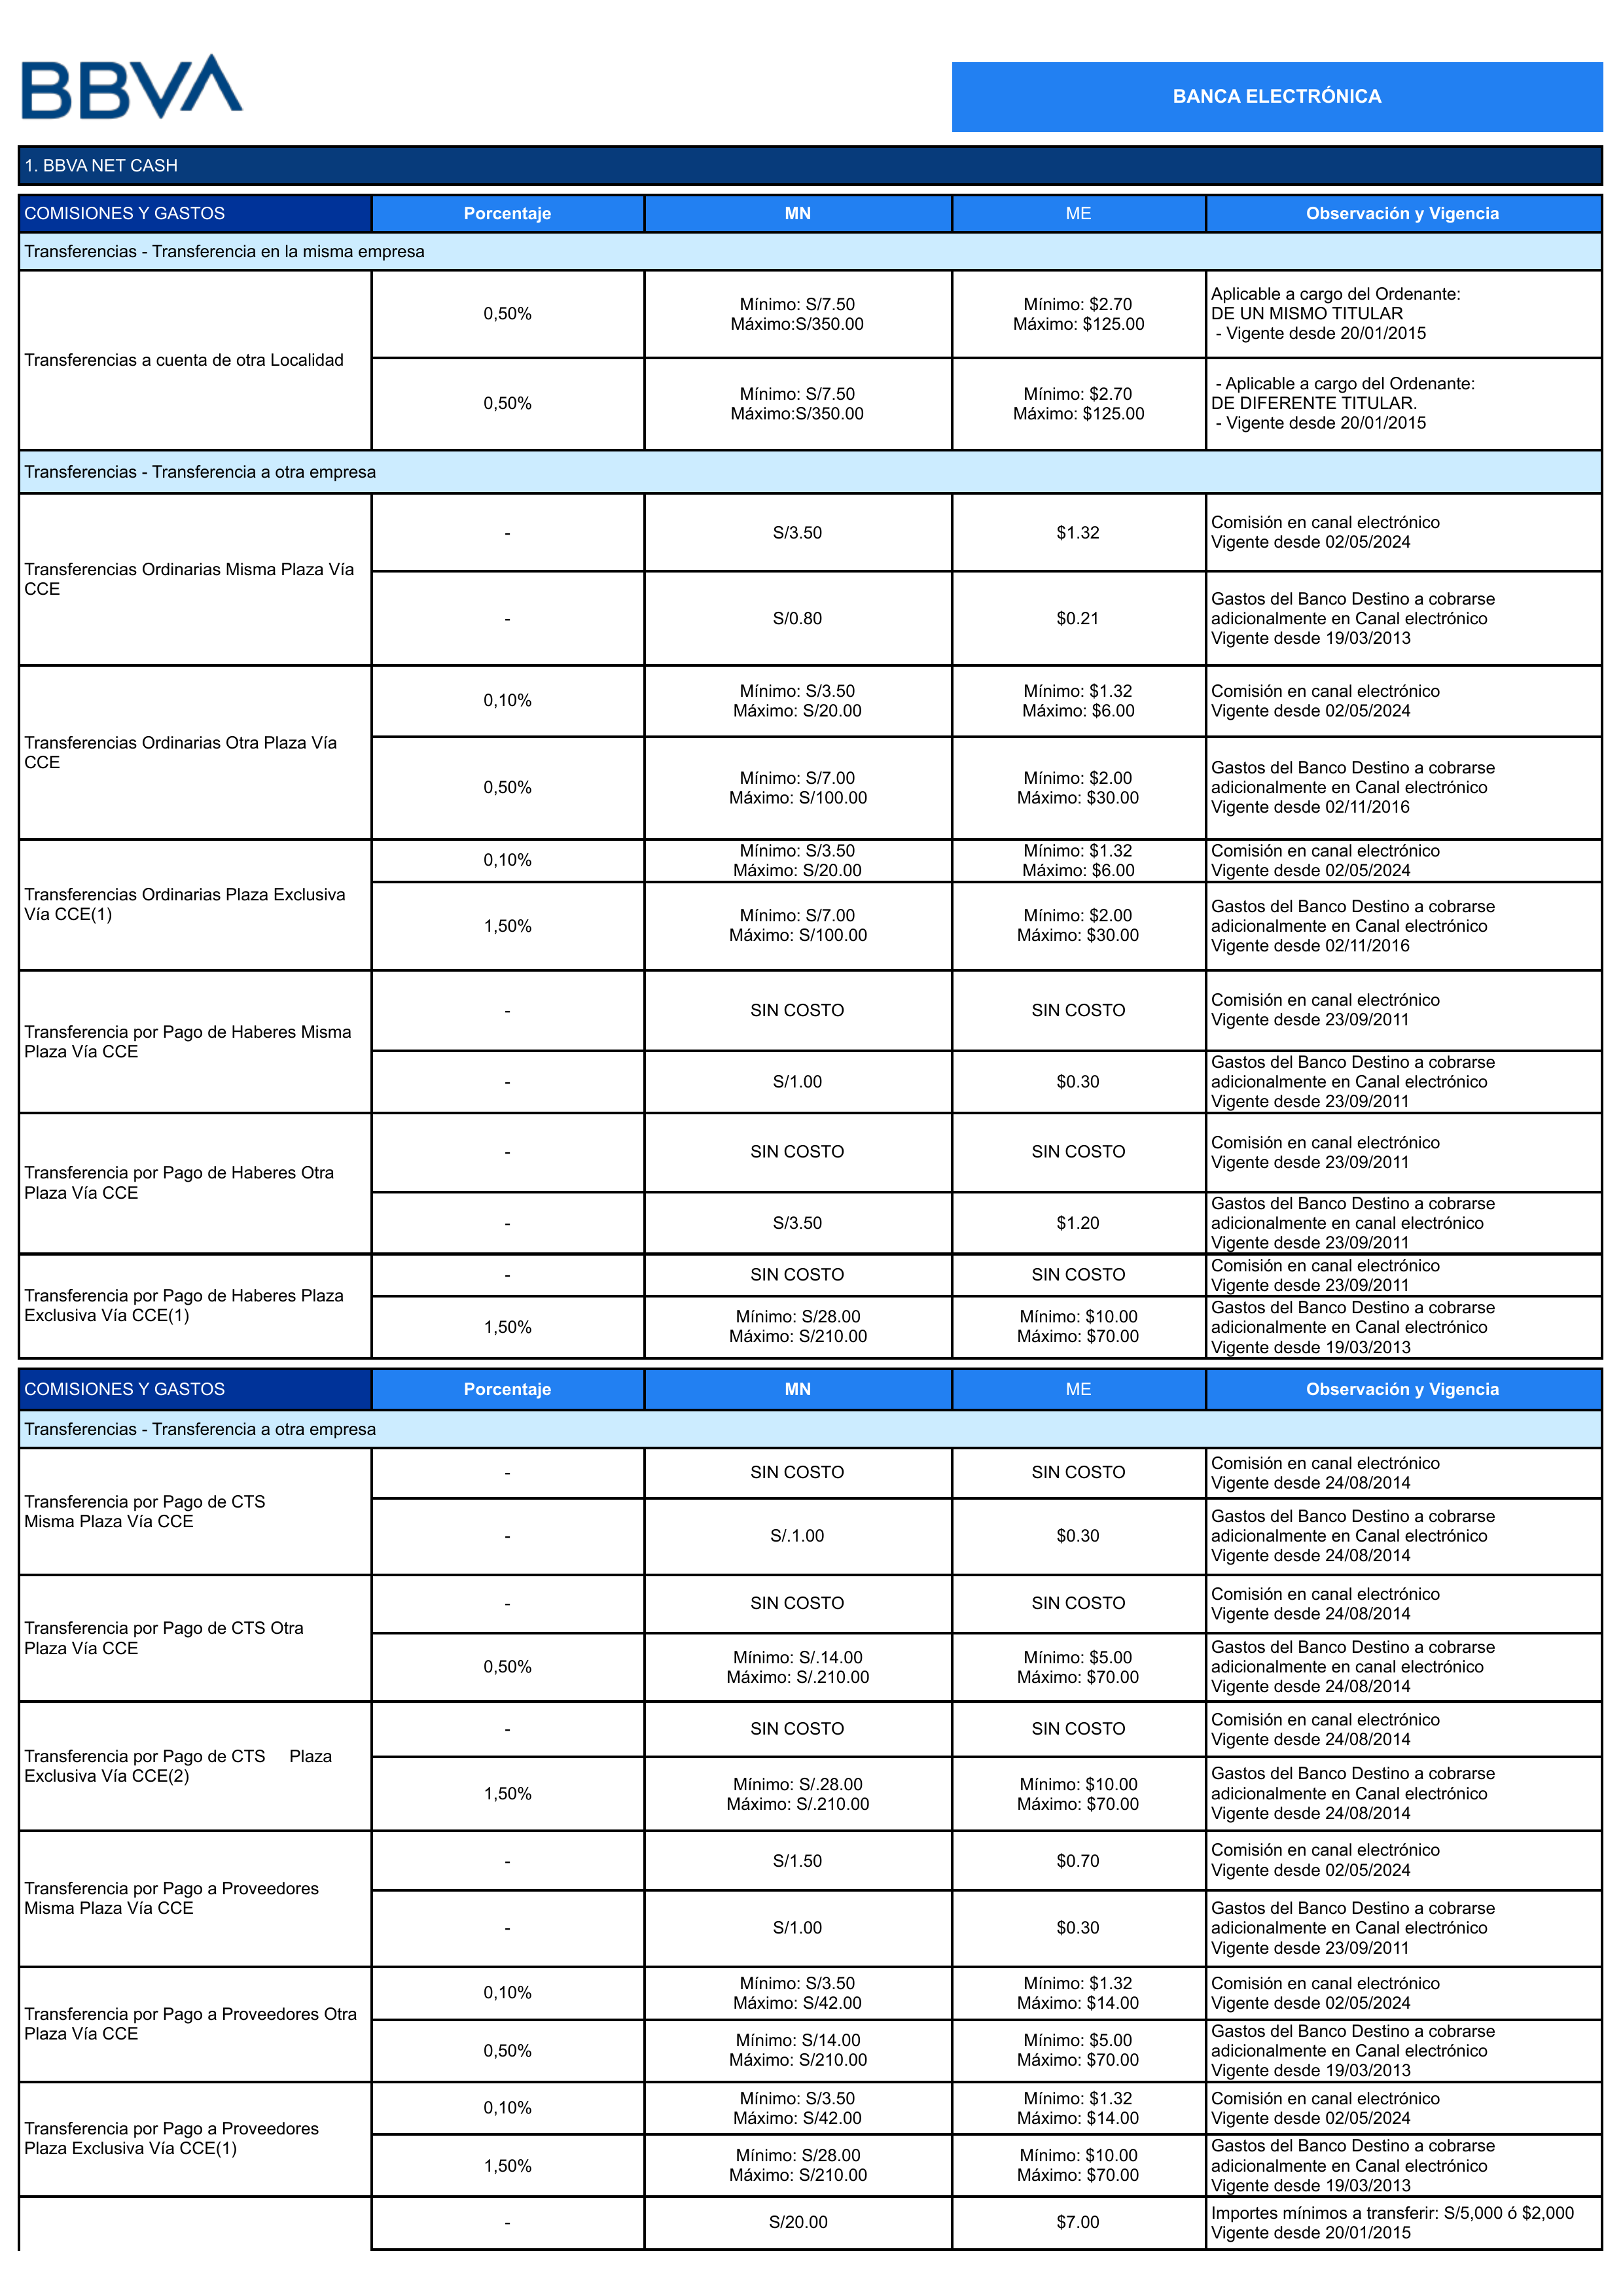 BBVA
BANCA ELECTRÓNICA
1. BBVA NET CASH
COMISIONES Y GASTOS Porcentaje MN ME Observación y Vigencia
Transferencias - Transferencia en la misma empresa
Transferencias a cuenta de otra Localidad
0,50%
Mínimo: S/7.50
Máximo:S/350.00
Mínimo: $2.70
Máximo: $125.00
Aplicable a cargo del Ordenante:
DE UN MISMO TITULAR
- Vigente desde 20/01/2015
0,50%
Mínimo: S/7.50
Máximo:S/350.00
Mínimo: $2.70
Máximo: $125.00
- Aplicable a cargo del Ordenante:
DE DIFERENTE TITULAR.
- Vigente desde 20/01/2015
Transferencias - Transferencia a otra empresa
Transferencias Ordinarias Misma Plaza Vía
CCE
-
S/3.50
$1.32
Comisión en canal electrónico
Vigente desde 02/05/2024
-
S/0.80
$0.21
Gastos del Banco Destino a cobrarse
adicionalmente en Canal electrónico
Vigente desde 19/03/2013
Transferencias Ordinarias Otra Plaza Vía
CCE
0,10%
Mínimo: S/3.50
Máximo: S/20.00
Mínimo: $1.32
Máximo: $6.00
Comisión en canal electrónico
Vigente desde 02/05/2024
0,50%
Mínimo: S/7.00
Máximo: S/100.00
Mínimo: $2.00
Máximo: $30.00
Gastos del Banco Destino a cobrarse
adicionalmente en Canal electrónico
Vigente desde 02/11/2016
Transferencias Ordinarias Plaza Exclusiva
Vía CCE(1)
0,10%
Mínimo: S/3.50
Máximo: S/20.00
Mínimo: $1.32
Máximo: $6.00
Comisión en canal electrónico
Vigente desde 02/05/2024
1,50%
Mínimo: S/7.00
Máximo: S/100.00
Mínimo: $2.00
Máximo: $30.00
Gastos del Banco Destino a cobrarse
adicionalmente en Canal electrónico
Vigente desde 02/11/2016
Transferencia por Pago de Haberes Misma
Plaza Vía CCE
-
SIN COSTO
SIN COSTO
Comisión en canal electrónico
Vigente desde 23/09/2011
-
S/1.00
$0.30
Gastos del Banco Destino a cobrarse
adicionalmente en Canal electrónico
Vigente desde 23/09/2011
Transferencia por Pago de Haberes Otra
Plaza Vía CCE
-
SIN COSTO
SIN COSTO
Comisión en canal electrónico
Vigente desde 23/09/2011
-
S/3.50
$1.20
Gastos del Banco Destino a cobrarse
adicionalmente en canal electrónico
Vigente desde 23/09/2011
Transferencia por Pago de Haberes Plaza
Exclusiva Vía CCE(1)
-
SIN COSTO
SIN COSTO
Comisión en canal electrónico
Vigente desde 23/09/2011
1,50%
Mínimo: S/28.00
Máximo: S/210.00
Mínimo: $10.00
Máximo: $70.00
Gastos del Banco Destino a cobrarse
adicionalmente en Canal electrónico
Vigente desde 19/03/2013
COMISIONES Y GASTOS Porcentaje MN ME Observación y Vigencia
Transferencias - Transferencia a otra empresa
Transferencia por Pago de CTS
Misma Plaza Vía CCE
-
SIN COSTO
SIN COSTO
Comisión en canal electrónico
Vigente desde 24/08/2014
-
S/.1.00
$0.30
Gastos del Banco Destino a cobrarse
adicionalmente en Canal electrónico
Vigente desde 24/08/2014
Transferencia por Pago de CTS Otra
Plaza Vía CCE
-
SIN COSTO
SIN COSTO
Comisión en canal electrónico
Vigente desde 24/08/2014
0,50%
Mínimo: S/.14.00
Máximo: S/.210.00
Mínimo: $5.00
Máximo: $70.00
Gastos del Banco Destino a cobrarse
adicionalmente en canal electrónico
Vigente desde 24/08/2014
Transferencia por Pago de CTS Plaza
Exclusiva Vía CCE(2)
-
SIN COSTO
SIN COSTO
Comisión en canal electrónico
Vigente desde 24/08/2014
1,50%
Mínimo: S/.28.00
Máximo: S/.210.00
Mínimo: $10.00
Máximo: $70.00
Gastos del Banco Destino a cobrarse
adicionalmente en Canal electrónico
Vigente desde 24/08/2014
Transferencia por Pago a Proveedores
Misma Plaza Vía CCE
-
S/1.50
$0.70
Comisión en canal electrónico
Vigente desde 02/05/2024
-
S/1.00
$0.30
Gastos del Banco Destino a cobrarse
adicionalmente en Canal electrónico
Vigente desde 23/09/2011
Transferencia por Pago a Proveedores Otra
Plaza Vía CCE
0,10%
Mínimo: S/3.50
Máximo: S/42.00
Mínimo: $1.32
Máximo: $14.00
Comisión en canal electrónico
Vigente desde 02/05/2024
0,50%
Mínimo: S/14.00
Máximo: S/210.00
Mínimo: $5.00
Máximo: $70.00
Gastos del Banco Destino a cobrarse
adicionalmente en Canal electrónico
Vigente desde 19/03/2013
Transferencia por Pago a Proveedores
Plaza Exclusiva Vía CCE(1)
0,10%
Mínimo: S/3.50
Máximo: S/42.00
Mínimo: $1.32
Máximo: $14.00
Comisión en canal electrónico
Vigente desde 02/05/2024
1,50%
Mínimo: S/28.00
Máximo: S/210.00
Mínimo: $10.00
Máximo: $70.00
Gastos del Banco Destino a cobrarse
adicionalmente en Canal electrónico
Vigente desde 19/03/2013
-
S/20.00
$7.00
Importes mínimos a transferir: S/5,000 ó $2,000
Vigente desde 20/01/2015